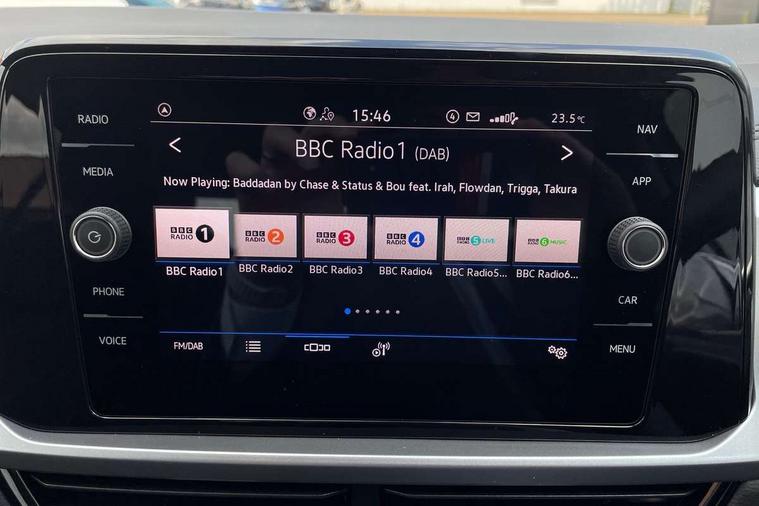 RADIO
MEDIA
PHONE
VOICE
15:46
4
23.5°C
BBC Radio1 (DAB)
Now Playing: Baddadan by Chase & Status & Bou feat. Irah, Flowdan, Trigga, Takura
BBC RADIO 1
BBC RADIO 2
BBC RADIO 3
BBC RADIO 4
BBC RADIO 5 LIVE
BBC RADIO 6 MUSIC
BBC Radio1
BBC Radio2
BBC Radio3
BBC Radio4
BBC Radio5...
BBC Radio6...
FM/DAB
NAV
APP
CAR
MENU